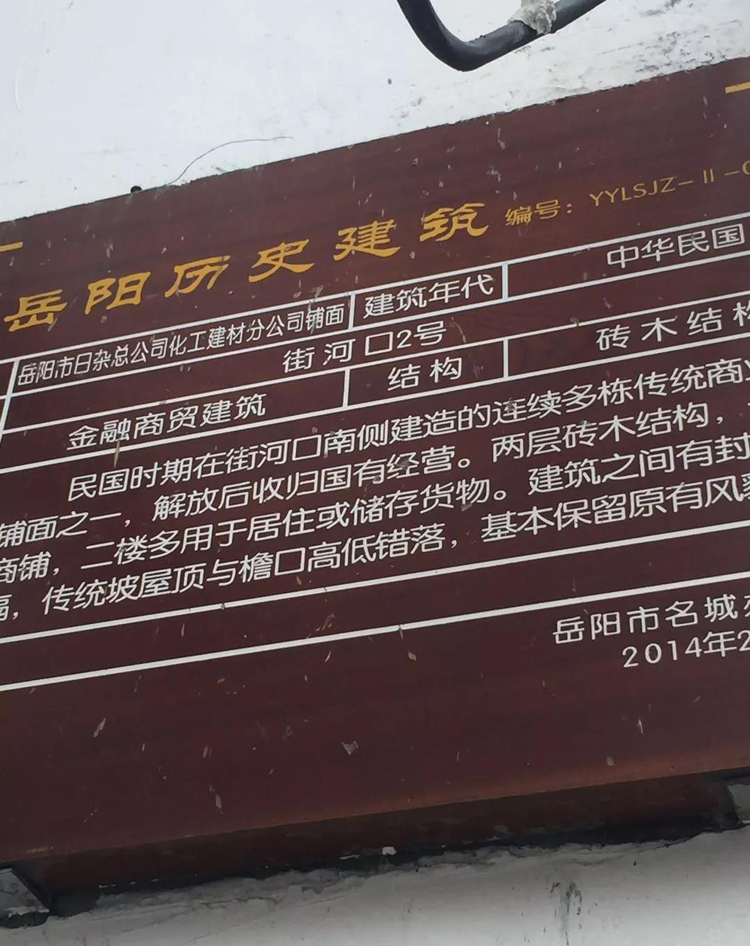 岳阳历史建筑 编号：YYLSJZ-Ⅱ-
岳阳市日杂总公司化工建材分公司铺面 建筑年代 中华民国
街河口2号
金融商贸建筑 结构 砖木结
民国时期在街河口南侧建造的连续多栋传统商
铺面之一，解放后收归国有经营。两层砖木结构，
商铺，二楼多用于居住或储存货物。建筑之间有封
，传统坡屋顶与檐口高低错落，基本保留原有风
岳阳市名城
2014年2